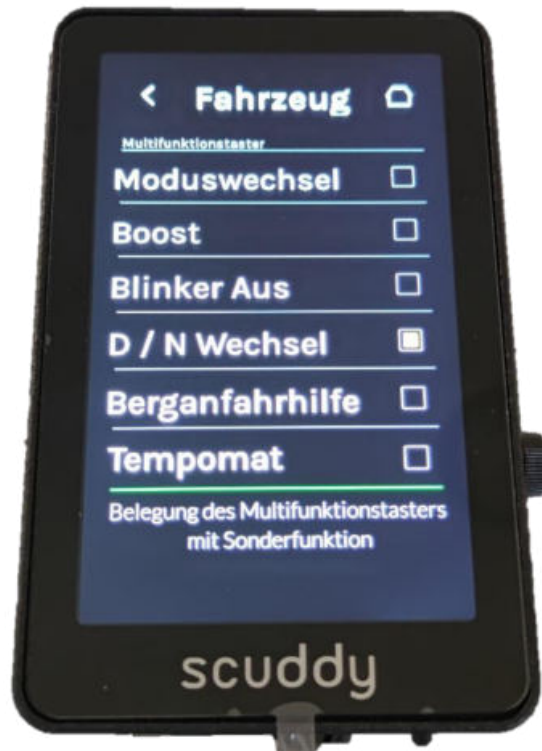 Fahrzeug
Multifunktionstaster
Moduswechsel
Boost
Blinker Aus
D / N Wechsel
Berganfahrhilfe
Tempomat
Belegung des Multifunktionstasters
mit Sonderfunktion
scuddy